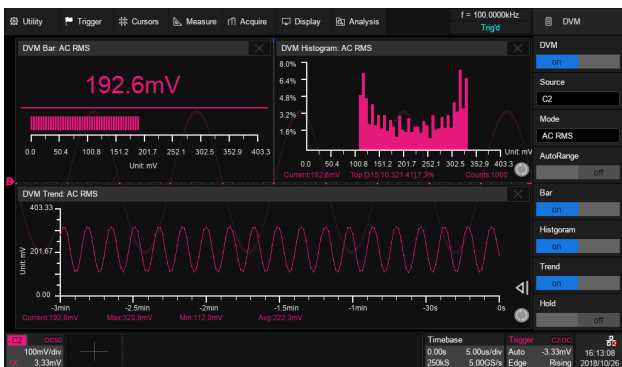 Utility Trigger Cursors Measure Acquire Display Analysis
f = 100.0000kHz
Trig'd
DVM
DVM Bar: AC RMS
192.6mV
0.0 50.4 100.8 151.2 201.7 252.1 302.5 352.9 403.3
Unit: mV
DVM Histogram: AC RMS
8.0%
6.4%
4.8%
3.2%
1.6%
Unit:mV
0.0 50.4 100.8 151.2 201.7 252.1 302.5 352.9 403.3
Current:192.6mV Top:[315.10,321.41],7.3% Counts:1000
DVM Trend: AC RMS
403.33
Unit: mV
201.67
0.00
-3min -2.5min -2min -1.5min -1min -30s 0s
Current:192.6mV Max:320.9mV Min:112.0mV Avg:222.3mV
DVM
on
Source
C2
Mode
AC RMS
AutoRange
off
Bar
on
Histgoram
on
Trend
on
Hold
off
C2 DC50
100mV/div
1X 3.33mV
Timebase
0.00s 5.00us/div
250kS 5.00GS/s
Trigger C2 DC
Auto -3.33mV
Edge Rising
16:13:08
2018/10/26